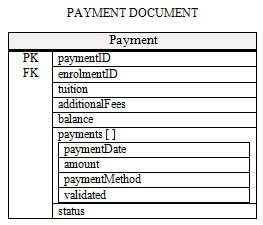 PAYMENT DOCUMENT
Payment
PK paymentID
FK enrolmentID
tuition
additionalFees
balance
payments [ ]
paymentDate
amount
paymentMethod
validated
status